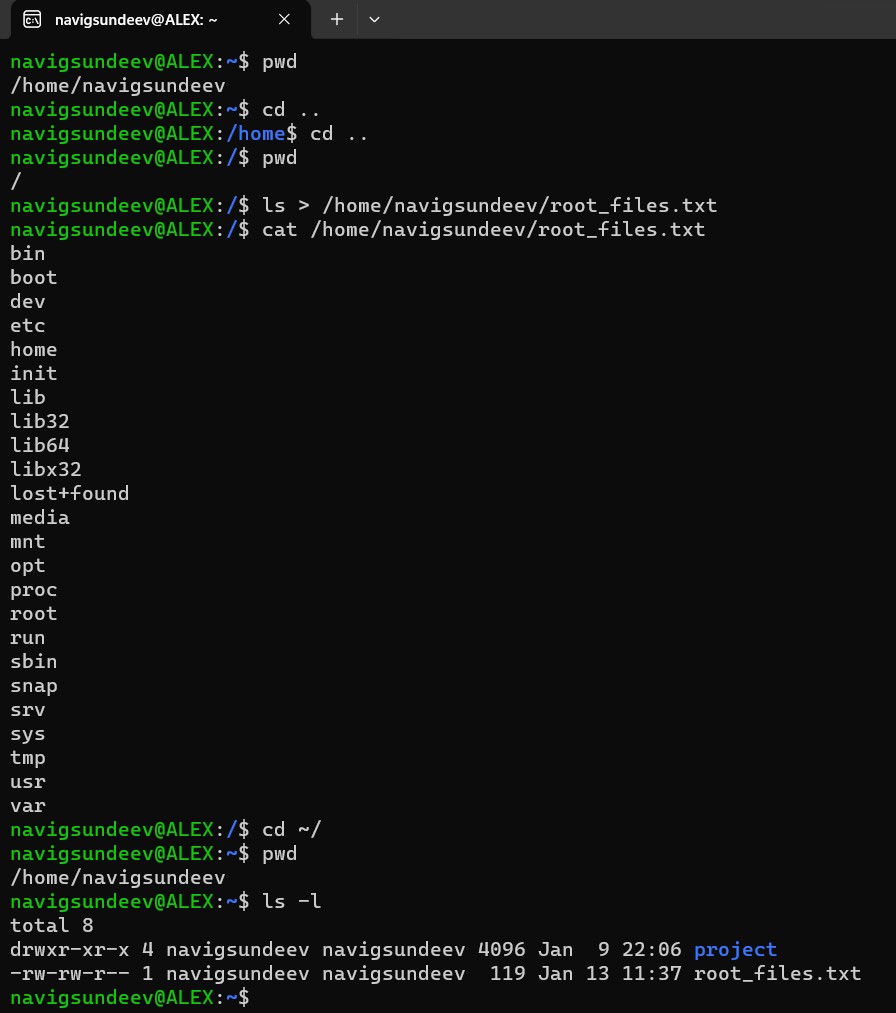 navigsundeev@ALEX: ~
navigsundeev@ALEX:~$ pwd
/home/navigsundeev
navigsundeev@ALEX:~$ cd ..
navigsundeev@ALEX:/home$ cd ..
navigsundeev@ALEX:/$ pwd
/
navigsundeev@ALEX:/$ ls > /home/navigsundeev/root_files.txt
navigsundeev@ALEX:/$ cat /home/navigsundeev/root_files.txt
bin
boot
dev
etc
home
init
lib
lib32
lib64
libx32
lost+found
media
mnt
opt
proc
root
run
sbin
snap
srv
sys
tmp
usr
var
navigsundeev@ALEX:/$ cd ~/
navigsundeev@ALEX:~$ pwd
/home/navigsundeev
navigsundeev@ALEX:~$ ls -l
total 8
drwxr-xr-x 4 navigsundeev navigsundeev 4096 Jan  9 22:06 project
-rw-rw-r-- 1 navigsundeev navigsundeev  119 Jan 13 11:37 root_files.txt
navigsundeev@ALEX:~$